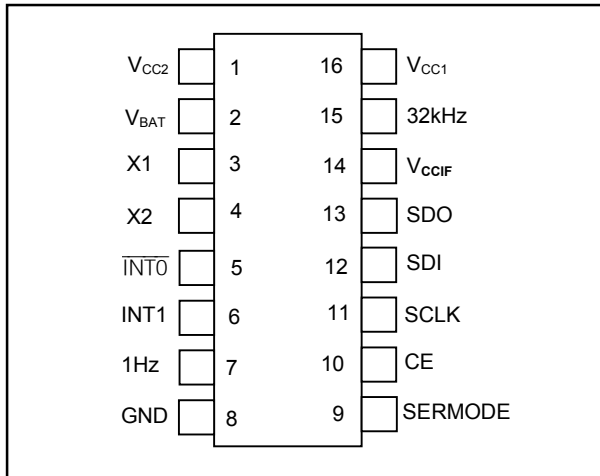 VCC2 1 16 VCC1
VBAT 2 15 32kHz
X1 3 14 VCCIF
X2 4 13 SDO
INT0 5 12 SDI
INT1 6 11 SCLK
1Hz 7 10 CE
GND 8 9 SERMODE